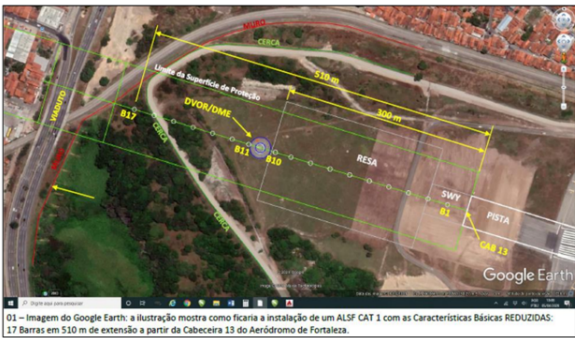 MURO
CERCA
510 m
Limite da Superfície de Proteção
VIADUTO
DVOR/DME
300 m
B17
CERCA
B11
B10
RESA
SWY
B1
PISTA
CAB 13
CERCA
Google Earth
01 – Imagem do Google Earth: a ilustração mostra como ficaria a instalação de um ALSF CAT 1 com as Características Básicas REDUZIDAS:
17 Barras em 510 m de extensão a partir da Cabeceira 13 do Aeródromo de Fortaleza.